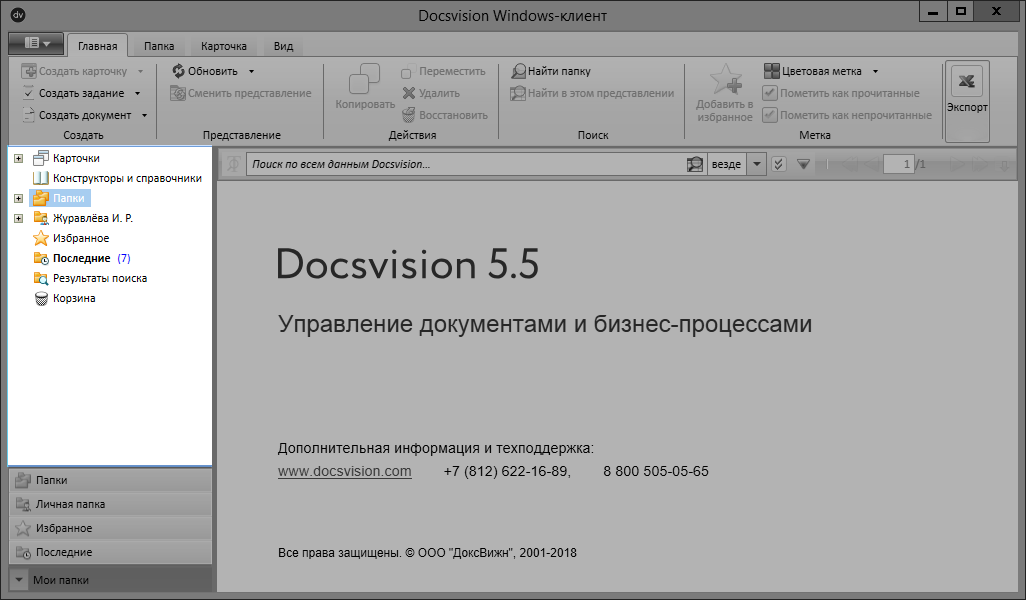 dv
Docsvision Windows-клиент
Главная Папка Карточка Вид
Создать карточку
Создать задание
Создать документ
Создать
Обновить
Сменить представление
Представление
Копировать
Переместить
Удалить
Восстановить
Действия
Найти папку
Найти в этом представлении
Поиск
Добавить в
избранное
Цветовая метка
Пометить как прочитанные
Пометить как непрочитанные
Метка
Экспорт
Карточки
Конструкторы и справочники
Папки
Журавлёва И. Р.
Избранное
Последние (7)
Результаты поиска
Корзина
Папки
Личная папка
Избранное
Последние
Мои папки
Поиск по всем данным Docsvision... везде 1 /1
Docsvision 5.5
Управление документами и бизнес-процессами
Дополнительная информация и техподдержка:
www.docsvision.com +7 (812) 622-16-89, 8 800 505-05-65
Все права защищены. © ООО "ДоксВижн", 2001-2018